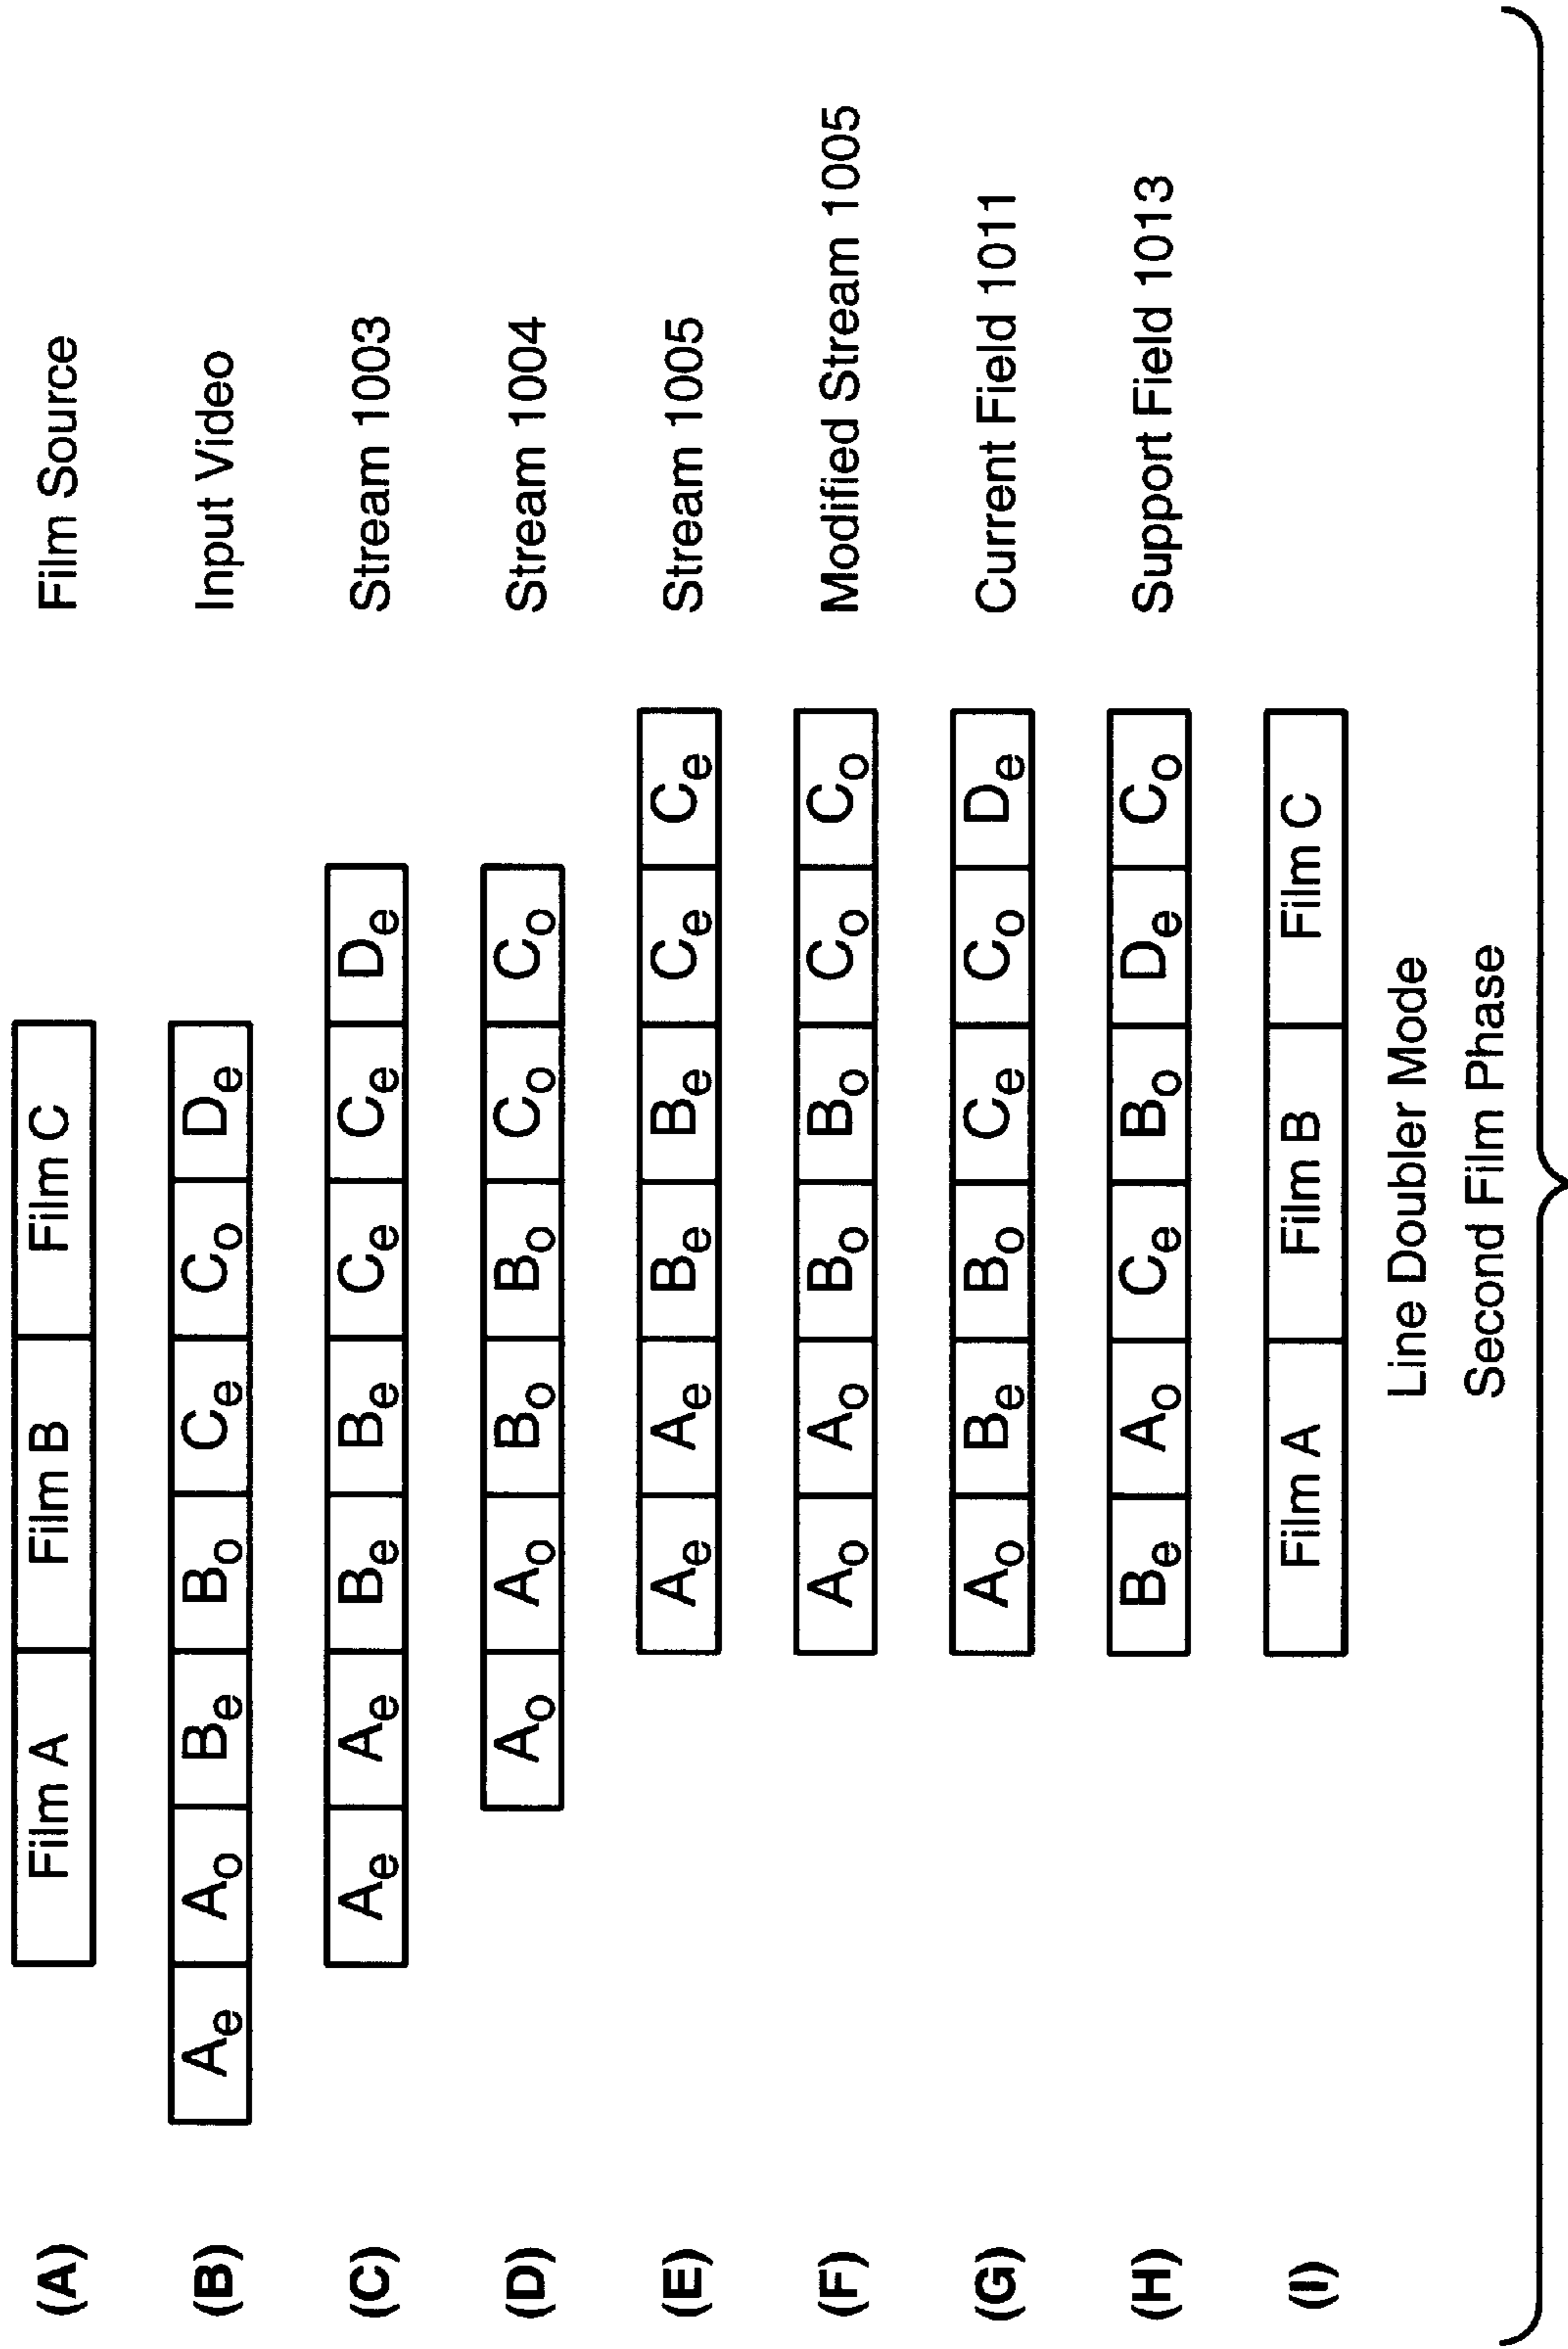 (A) Film A Film B Film C Film Source
(B) Ae Ao Be Bo Ce Co De Input Video
(C) Ae Ae Be Be Ce Ce De Stream 1003
(D) Ao Ao Bo Bo Co Co Stream 1004
(E) Ae Ae Be Be Ce Ce Stream 1005
(F) Ao Ao Bo Bo Co Co Modified Stream 1005
(G) Ao Be Bo Ce Co De Current Field 1011
(H) Be Ao Ce Bo De Co Support Field 1013
(I) Film A Film B Film C
Line Doubler Mode
Second Film Phase